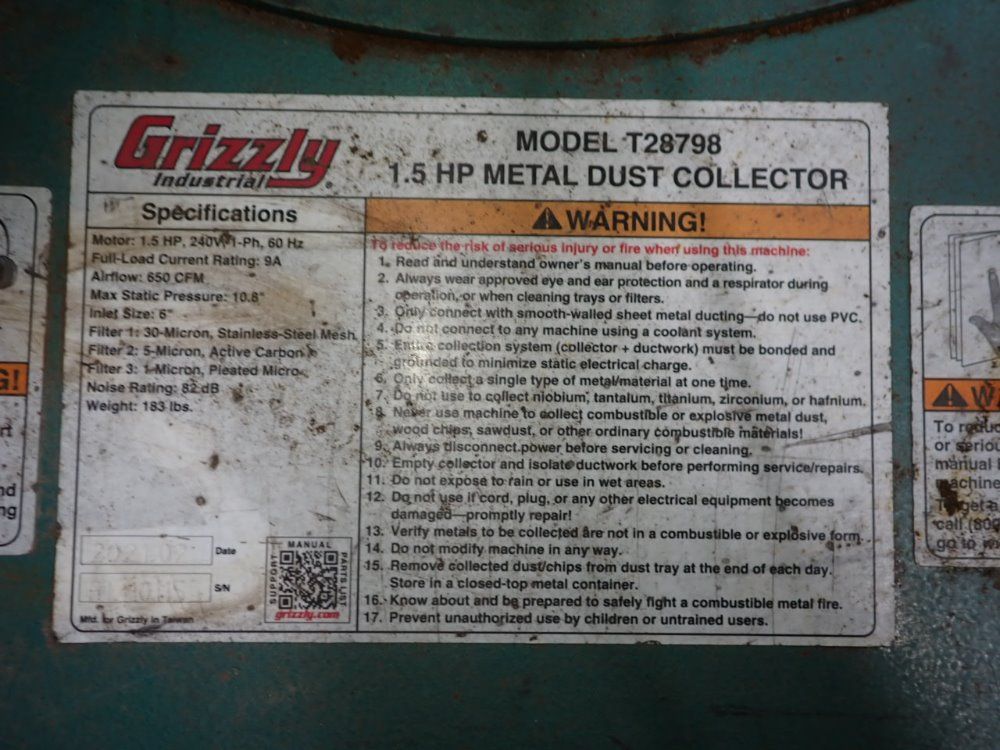 Grizzly
Industrial
MODEL T28798
1.5 HP METAL DUST COLLECTOR
Specifications
Motor: 1.5 HP, 240V, 1-Ph, 60 Hz
Full-Load Current Rating: 9A
Airflow: 650 CFM
Max Static Pressure: 10.8"
Inlet Size: 6"
Filter 1: 30-Micron, Stainless-Steel Mesh
Filter 2: 5-Micron, Active Carbon
Filter 3: 1-Micron, Pleated Micro
Noise Rating: 82 dB
Weight: 183 lbs.
Date
S/N
Mfd. for Grizzly in Taiwan
MANUAL
SUPPORT
PARTS LIST
grizzly.com
WARNING!
To reduce the risk of serious injury or fire when using this machine:
1. Read and understand owner's manual before operating.
2. Always wear approved eye and ear protection and a respirator during
operation, or when cleaning trays or filters.
3. Only connect with smooth-walled sheet metal ducting—do not use PVC.
4. Do not connect to any machine using a coolant system.
5. Entire collection system (collector + ductwork) must be bonded and
grounded to minimize static electrical charge.
6. Only collect a single type of metal/material at one time.
7. Do not use to collect niobium, tantalum, titanium, zirconium, or hafnium.
8. Never use machine to collect combustible or explosive metal dust,
wood chips, sawdust, or other ordinary combustible materials!
9. Always disconnect power before servicing or cleaning.
10. Empty collector and isolate ductwork before performing service/repairs.
11. Do not expose to rain or use in wet areas.
12. Do not use if cord, plug, or any other electrical equipment becomes
damaged—promptly repair!
13. Verify metals to be collected are not in a combustible or explosive form.
14. Do not modify machine in any way.
15. Remove collected dust/chips from dust tray at the end of each day.
Store in a closed-top metal container.
16. Know about and be prepared to safely fight a combustible metal fire.
17. Prevent unauthorized use by children or untrained users.
G!
rt
nd
ng
WA
To reduc
or seriou
manual b
machine
To get a
call (800
go to w